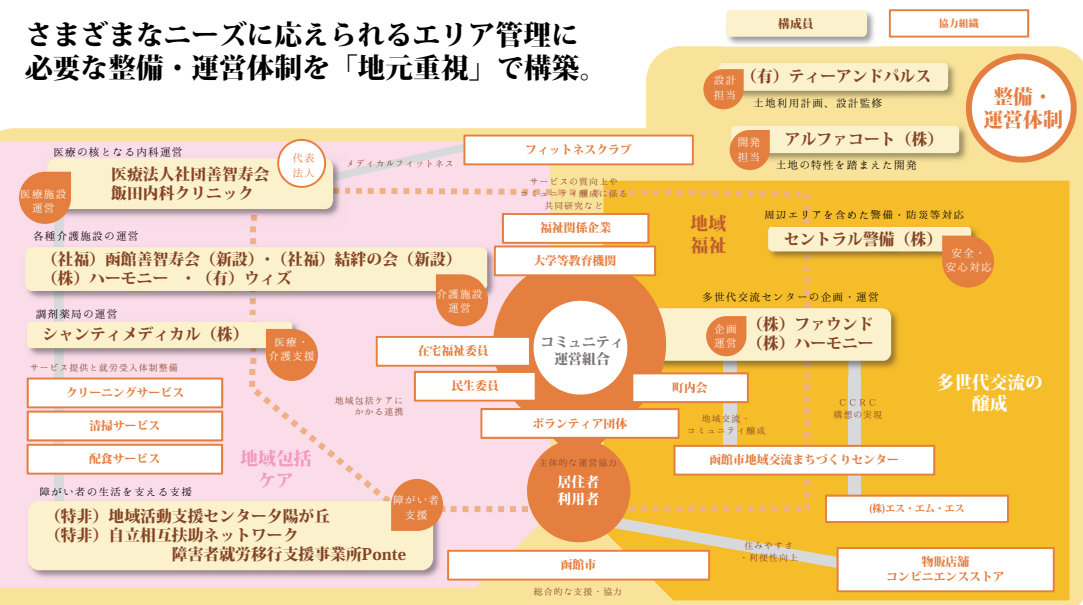 さまざまなニーズに応えられるエリア管理に
必要な整備・運営体制を「地元重視」で構築。
構成員
協力組織
整備・
運営体制
設計
担当
（有）ティーアンドパルス
土地利用計画、設計監修
開発
担当
アルファコート（株）
土地の特性を踏まえた開発
医療の核となる内科運営
代表
法人
医療法人社団善智寿会
飯田内科クリニック
医療施設
運営
メディカルフィットネス
フィットネスクラブ
サービスの質向上や
コミュニティ醸成に係る
共同研究など
福祉関係企業
大学等教育機関
地域
福祉
周辺エリアを含めた警備・防災等対応
セントラル警備（株）
安全・
安心対応
各種介護施設の運営
（社福）函館善智寿会（新設）・（社福）結絆の会（新設）
（株）ハーモニー ・（有）ウィズ
介護施設
運営
多世代交流センターの企画・運営
企画
運営
（株）ファウンド
（株）ハーモニー
調剤薬局の運営
シャンティメディカル（株）
医療・
介護支援
コミュニティ
運営組合
在宅福祉委員
民生委員
町内会
ボランティア団体
サービス提供と就労受入体制整備
クリーニングサービス
清掃サービス
配食サービス
地域包括ケアに
かかる連携
地域包括
ケア
多世代交流の
醸成
地域交流・
コミュニティ醸成
ＣＣＲＣ
構想の実現
函館市地域交流まちづくりセンター
(株)エス・エム・エス
主体的な運営協力
居住者
利用者
障がい者の生活を支える支援
障がい者
支援
（特非）地域活動支援センター夕陽が丘
（特非）自立相互扶助ネットワーク
障害者就労移行支援事業所Ponte
函館市
総合的な支援・協力
住みやすさ
・利便性向上
物販店舗
コンビニエンスストア